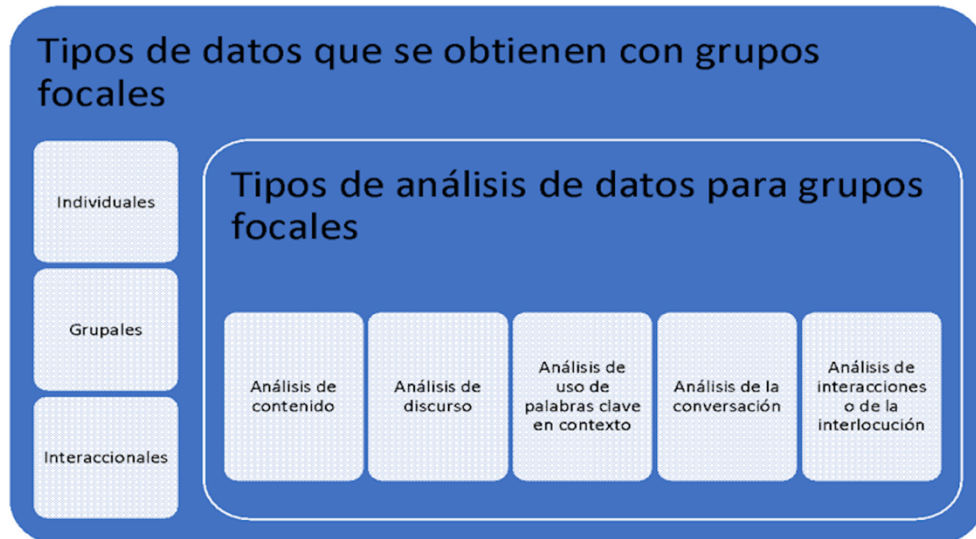 Tipos de datos que se obtienen con grupos
focales
Individuales
Grupales
Interaccionales
Tipos de análisis de datos para grupos
focales
Análisis de
contenido
Análisis de
discurso
Análisis de
uso de
palabras clave
en contexto
Análisis de la
conversación
Análisis de
interacciones
o de la
interlocución